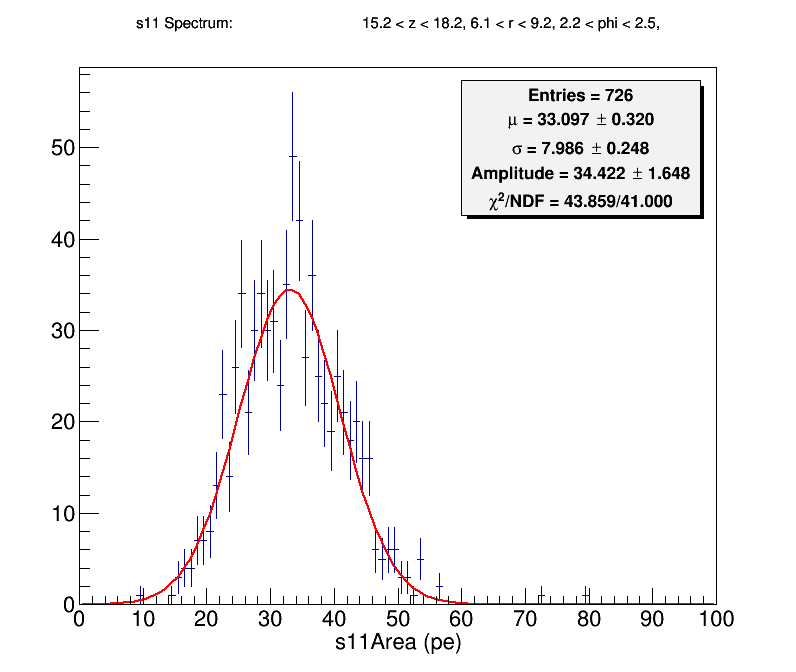 s11 Spectrum: 15.2 < z < 18.2, 6.1 < r < 9.2, 2.2 < phi < 2.5,
Entries = 726
μ = 33.097 ± 0.320
σ = 7.986 ± 0.248
Amplitude = 34.422 ± 1.648
χ²/NDF = 43.859/41.000
50
40
30
20
10
0
0 10 20 30 40 50 60 70 80 90 100
s11Area (pe)